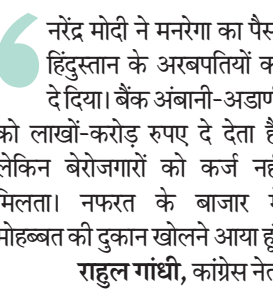 नरेंद्र मोदी ने मनरेगा का पैस
हिंदुस्तान के अरबपतियों क
दे दिया। बैंक अंबानी-अडाणी
को लाखों-करोड़ रुपए दे देता है
लेकिन बेरोजगारों को कर्ज नह
मिलता। नफरत के बाजार म
मोहब्बत की दुकान खोलने आया हूं
राहुल गांधी, कांग्रेस नेत